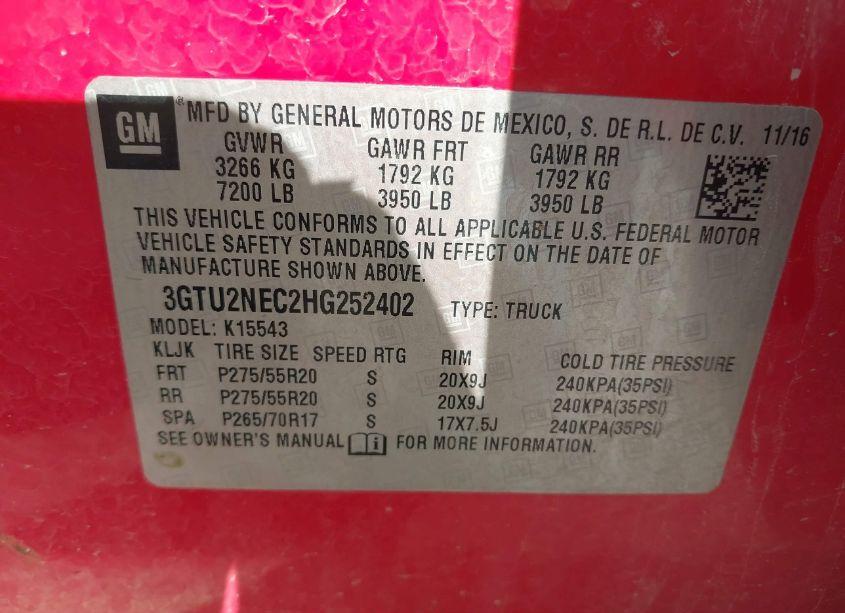 GM
® MFD BY GENERAL MOTORS DE MEXICO, S. DE R.L. DE C.V. 11/16
GVWR GAWR FRT GAWR RR
3266 KG 1792 KG 1792 KG
7200 LB 3950 LB 3950 LB
THIS VEHICLE CONFORMS TO ALL APPLICABLE U.S. FEDERAL MOTOR
VEHICLE SAFETY STANDARDS IN EFFECT ON THE DATE OF
MANUFACTURE SHOWN ABOVE.
3GTU2NEC2HG252402 TYPE: TRUCK
MODEL: K15543
KLJK TIRE SIZE SPEED RTG RIM COLD TIRE PRESSURE
FRT P275/55R20 S 20X9J 240KPA(35PSI)
RR P275/55R20 S 20X9J 240KPA(35PSI)
SPA P265/70R17 S 17X7.5J 240KPA(35PSI)
SEE OWNER'S MANUAL i FOR MORE INFORMATION.